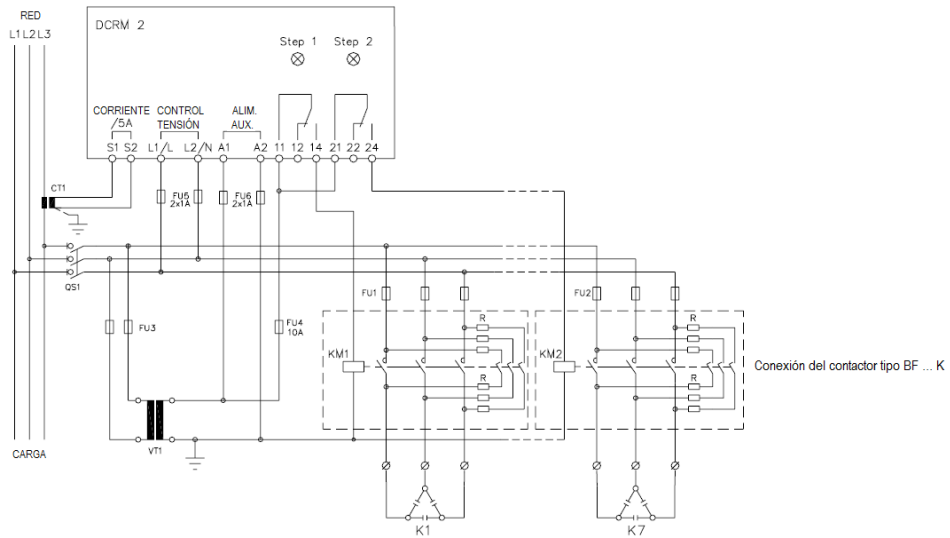 RED
L1 L2 L3
DCRM 2
Step 1 Step 2
CORRIENTE CONTROL ALIM.
/5A TENSIÓN AUX.
S1 S2 L1/L L2/N A1 A2 11 12 14 21 22 24
CT1
FU5
2x1A
FU6
2x1A
QS1
FU1
FU2
FU3
FU4
10A
R
R
KM1
KM2
Conexión del contactor tipo BF ... K
R
R
CARGA
VT1
K1
K7